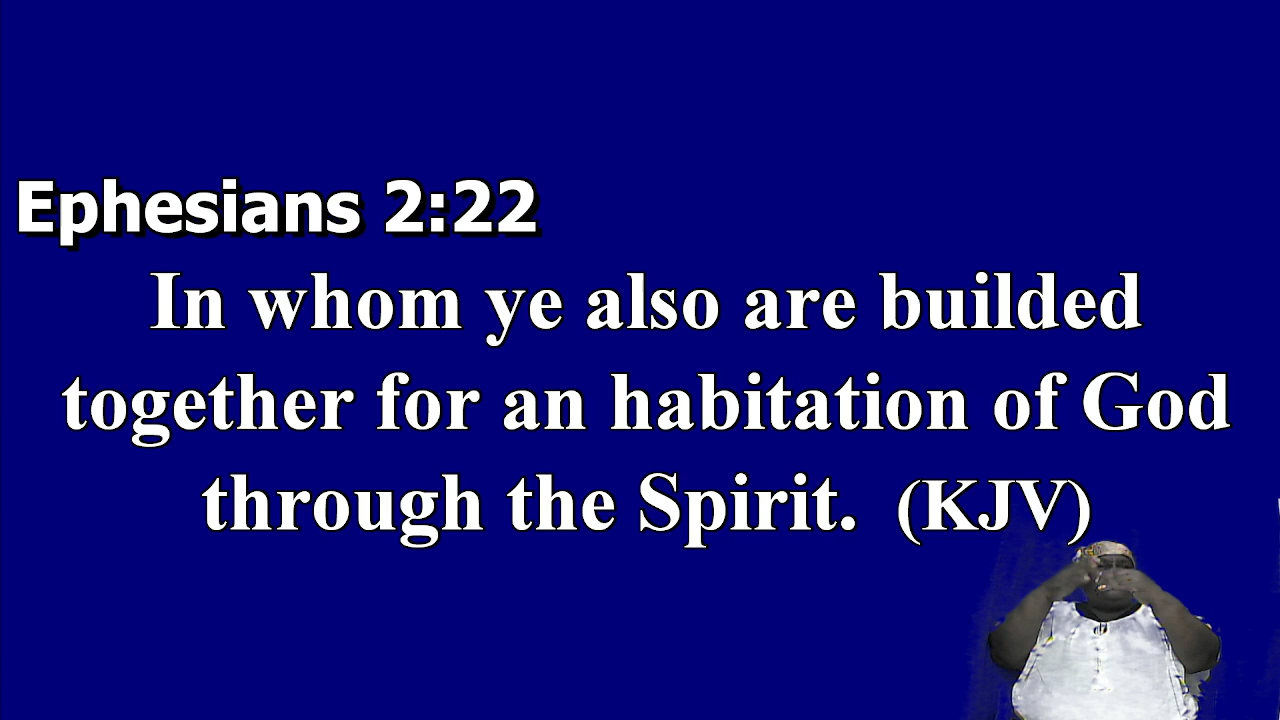 Ephesians 2:22
In whom ye also are builded
together for an habitation of God
through the Spirit.  (KJV)